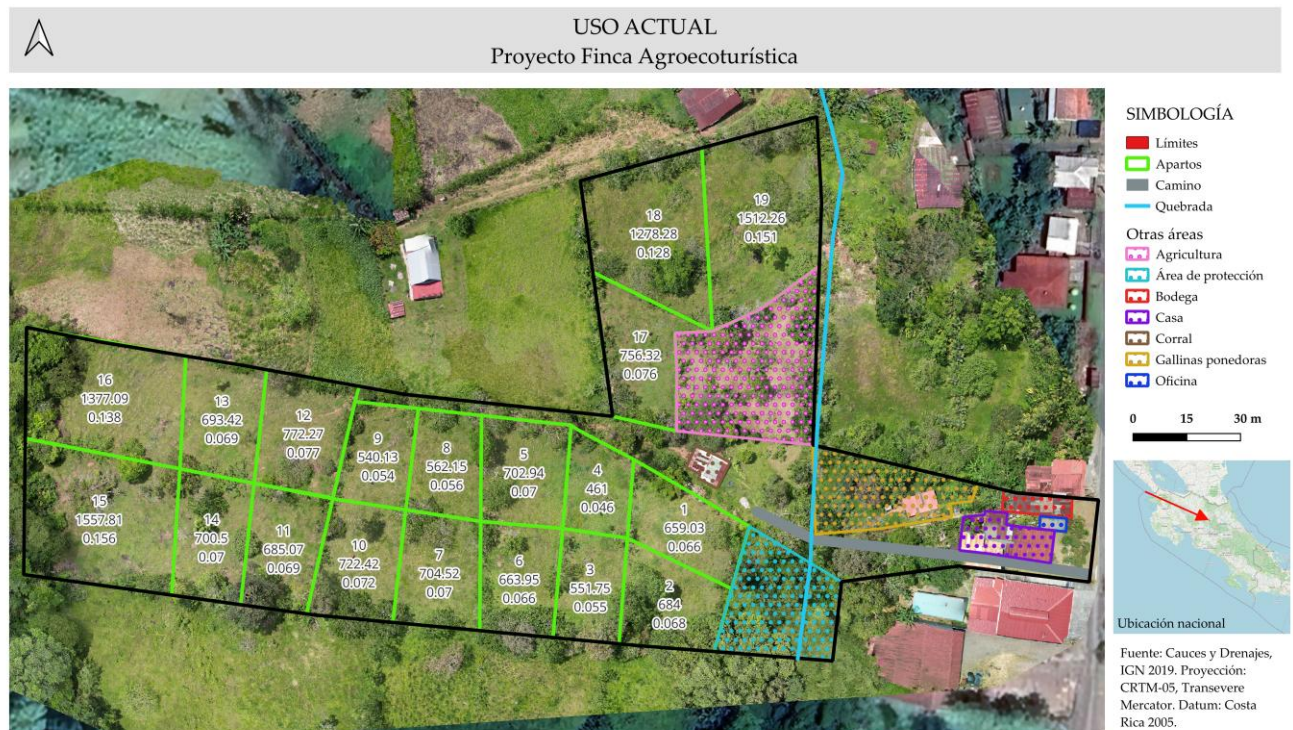 USO ACTUAL
Proyecto Finca Agroecoturística
18
1278.28
0.128
19
1512.26
0.151
17
756.32
0.076
16
1377.09
0.138
13
693.42
0.069
12
772.27
0.077
9
540.13
0.054
8
562.15
0.056
5
702.94
0.07
4
461
0.046
1
659.03
0.066
15
1557.81
0.156
14
700.5
0.07
11
685.07
0.069
10
722.42
0.072
7
704.52
0.07
6
663.95
0.066
3
551.75
0.055
2
684
0.068
SIMBOLOGÍA
Límites
Apartos
Camino
Quebrada
Otras áreas
Agricultura
Área de protección
Bodega
Casa
Corral
Gallinas ponedoras
Oficina
0 15 30 m
Ubicación nacional
Fuente: Cauces y Drenajes,
IGN 2019. Proyección:
CRTM-05, Transevere
Mercator. Datum: Costa
Rica 2005.